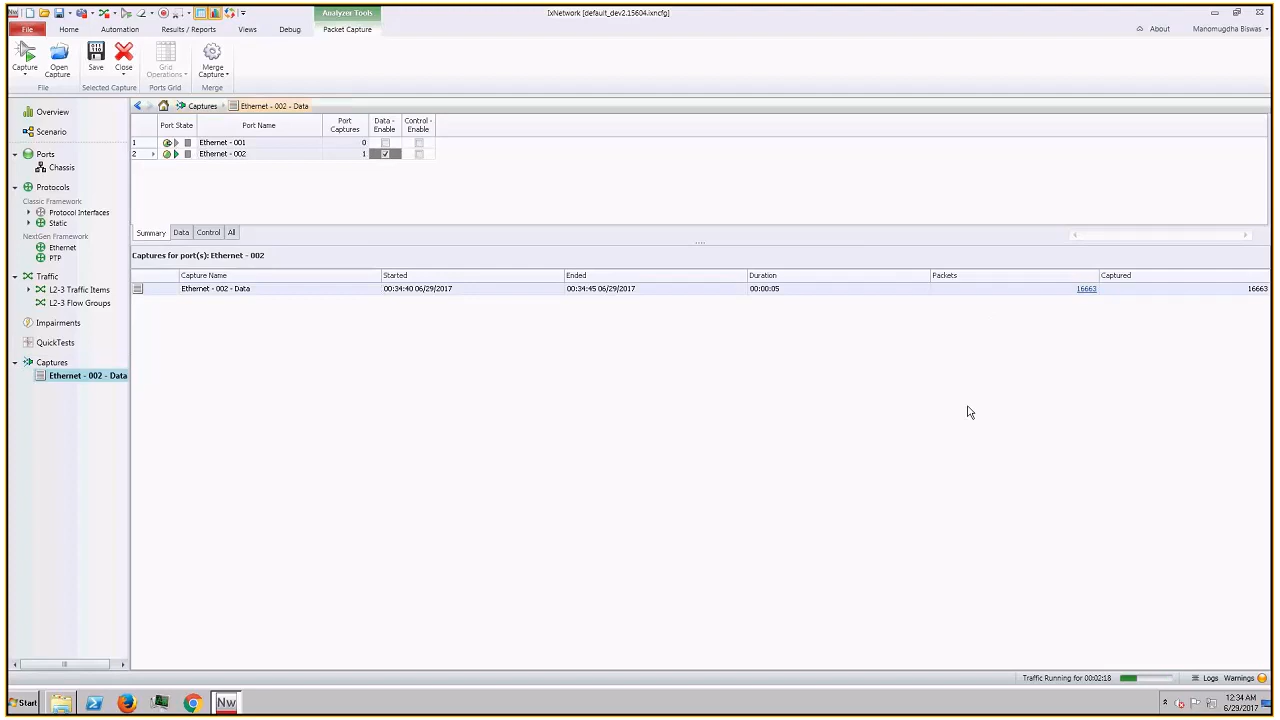 Nw
Analyzer Tools
IxNetwork [default_dev2.15604.ixncfg]
File
Home
Automation
Results / Reports
Views
Debug
Packet Capture
About
Manomugdha Biswas
Capture
Open Capture
Save
Close
Grid Operations
Merge Capture
File
Selected Capture
Ports Grid
Merge
Overview
Scenario
Ports
Chassis
Protocols
Classic Framework
Protocol Interfaces
Static
NextGen Framework
Ethernet
PTP
Traffic
L2-3 Traffic Items
L2-3 Flow Groups
Impairments
QuickTests
Captures
Ethernet - 002 - Data
Captures
Ethernet - 002 - Data
Port State
Port Name
Port Captures
Data - Enable
Control - Enable
1 Ethernet - 001 0
2 Ethernet - 002 1
Summary
Data
Control
All
Captures for port(s): Ethernet - 002
Capture Name
Started
Ended
Duration
Packets
Captured
Ethernet - 002 - Data
00:34:40 06/29/2017
00:34:45 06/29/2017
00:00:05
16663
16663
Traffic Running for 00:02:18
Logs
Warnings
Start
Nw
12:34 AM
6/29/2017